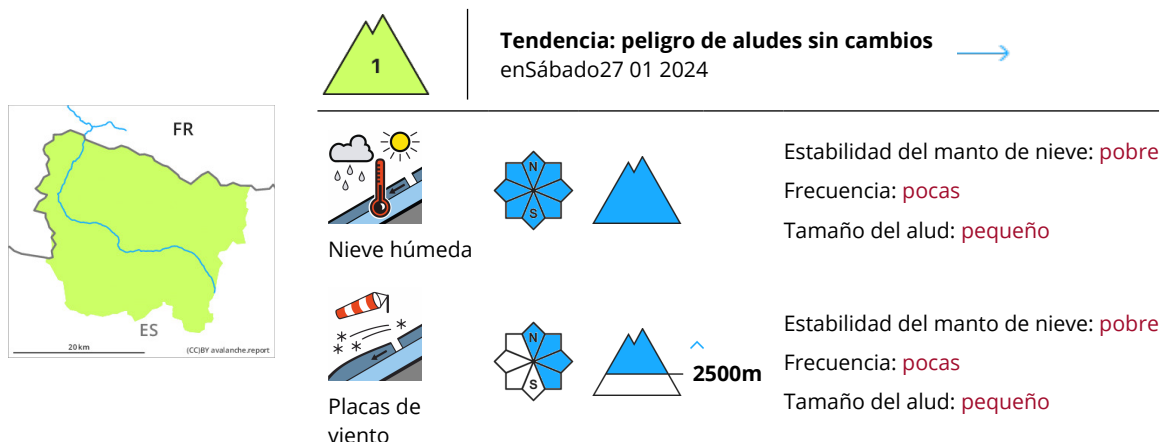 1
Tendencia: peligro de aludes sin cambios
enSábado27 01 2024
FR
ES
20 km
(CC)BY avalanche.report
N
S
Nieve húmeda
Estabilidad del manto de nieve: pobre
Frecuencia: pocas
Tamaño del alud: pequeño
N
S
2500m
Placas de
viento
Estabilidad del manto de nieve: pobre
Frecuencia: pocas
Tamaño del alud: pequeño